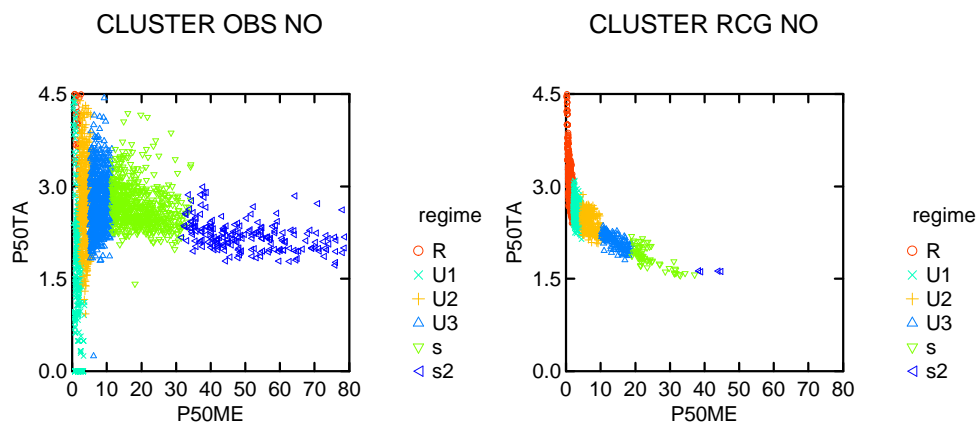 CLUSTER OBS NO
CLUSTER RCG NO
4.5
3.0
1.5
0.0
P50TA
0 10 20 30 40 50 60 70 80
P50ME
regime
R
U1
U2
U3
s
s2
4.5
3.0
1.5
0.0
P50TA
0 10 20 30 40 50 60 70 80
P50ME
regime
R
U1
U2
U3
s
s2